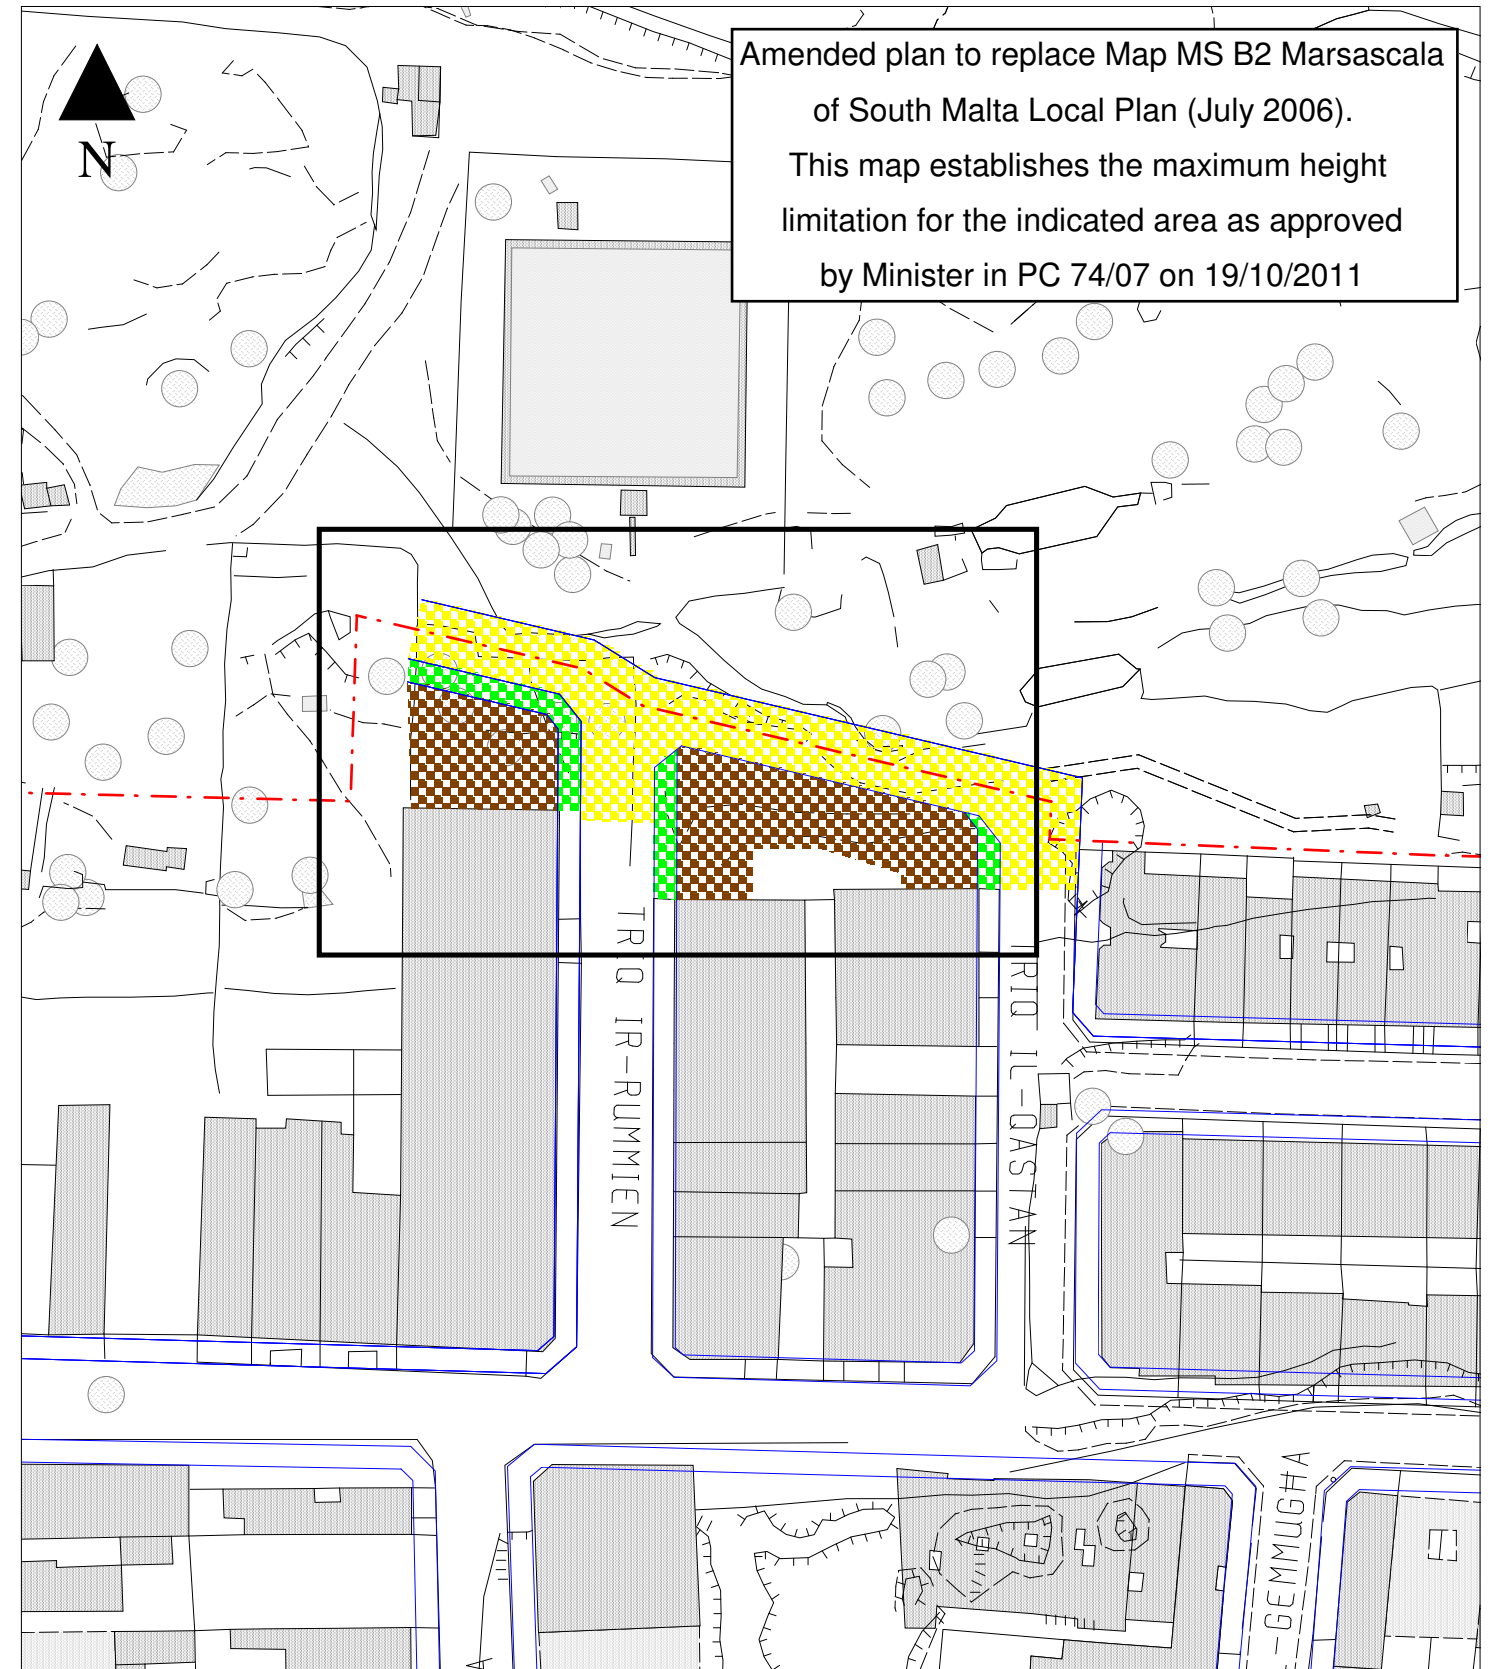 Amended plan to replace Map MS B2 Marsascala
of South Malta Local Plan (July 2006).
This map establishes the maximum height
limitation for the indicated area as approved
by Minister in PC 74/07 on 19/10/2011
N
TRIQ IR-RUMMIEN
TRIQ IL-QASTAN
-GEMMUGHA